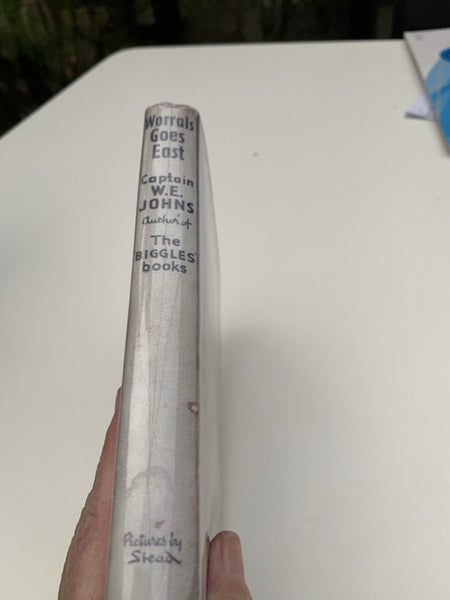 Worrals
Goes
East
Captain
W.E.
JOHNS
Author of
The
'BIGGLES'
books
Pictures by
Stead